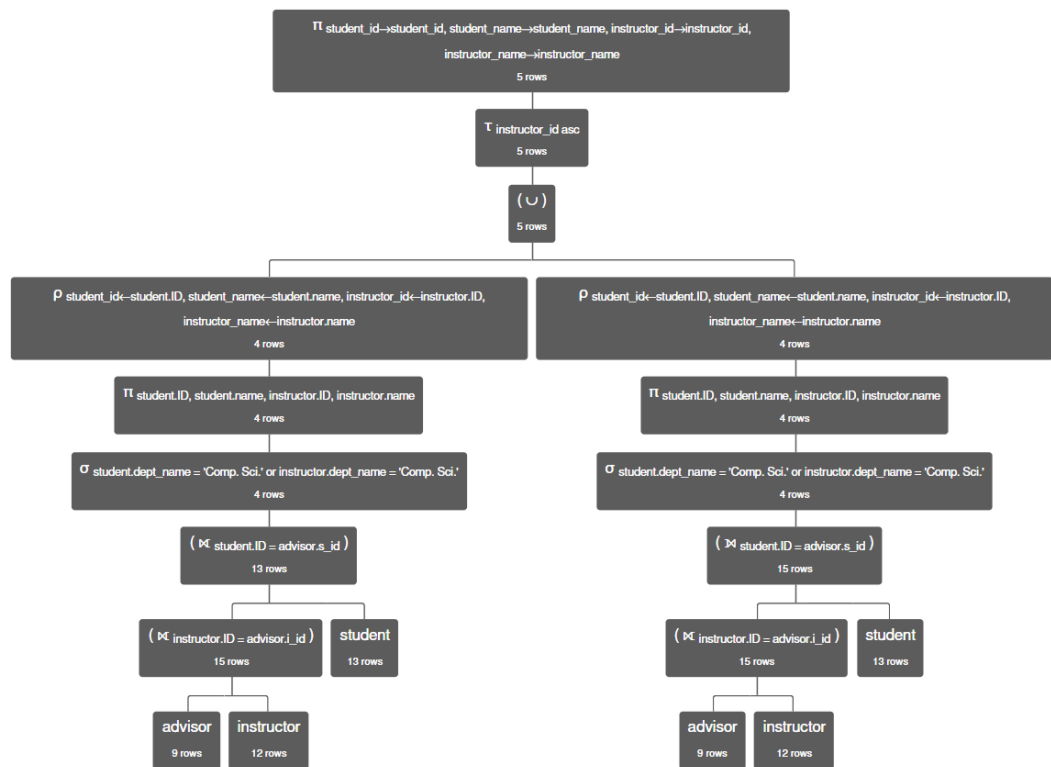 π student_id→student_id, student_name→student_name, instructor_id→instructor_id,
instructor_name→instructor_name
5 rows
τ instructor_id asc
5 rows
( ∪ )
5 rows
ρ student_id←student.ID, student_name←student.name, instructor_id←instructor.ID,
instructor_name←instructor.name
4 rows
ρ student_id←student.ID, student_name←student.name, instructor_id←instructor.ID,
instructor_name←instructor.name
4 rows
π student.ID, student.name, instructor.ID, instructor.name
4 rows
π student.ID, student.name, instructor.ID, instructor.name
4 rows
σ student.dept_name = 'Comp. Sci.' or instructor.dept_name = 'Comp. Sci.'
4 rows
σ student.dept_name = 'Comp. Sci.' or instructor.dept_name = 'Comp. Sci.'
4 rows
( ⟖ student.ID = advisor.s_id )
13 rows
( ⟕ student.ID = advisor.s_id )
15 rows
( ⟖ instructor.ID = advisor.i_id )
15 rows
student
13 rows
( ⟖ instructor.ID = advisor.i_id )
15 rows
student
13 rows
advisor
9 rows
instructor
12 rows
advisor
9 rows
instructor
12 rows